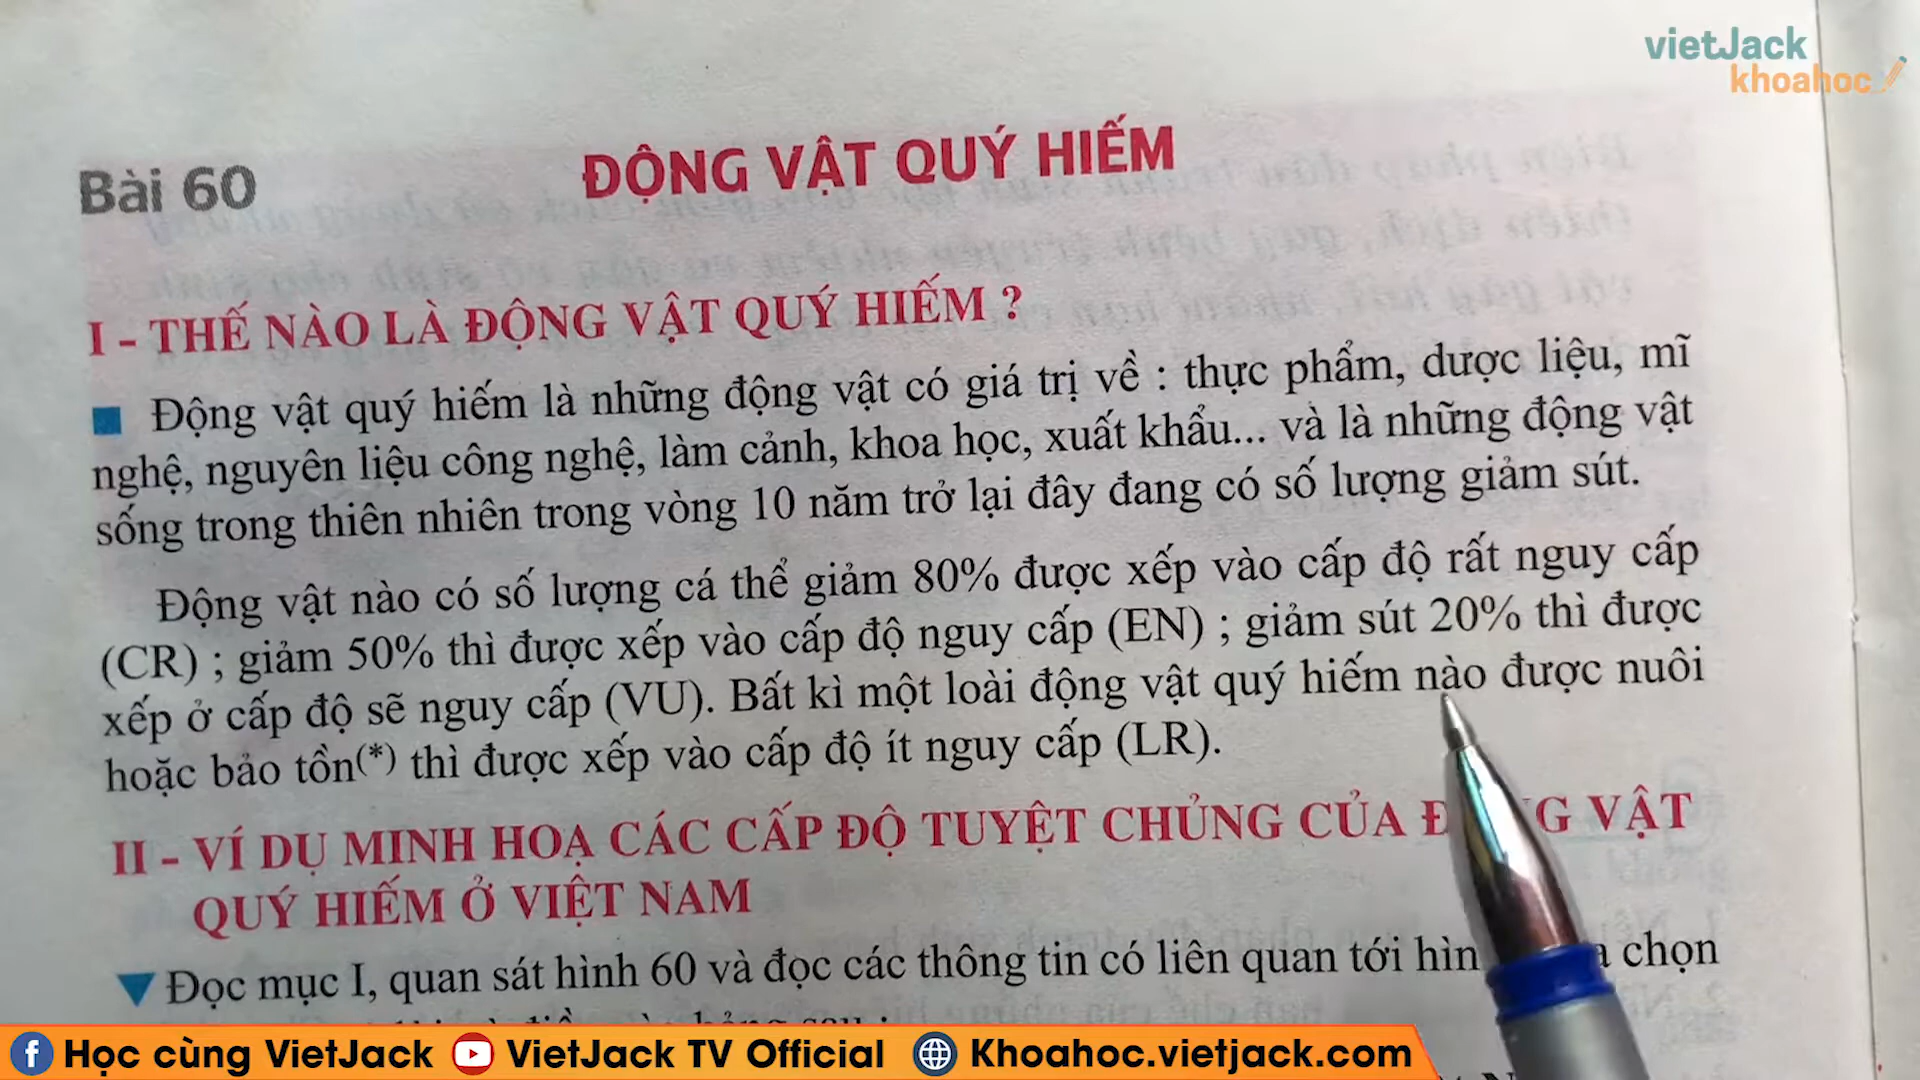 vietJack
khoahoc
Bài 60
ĐỘNG VẬT QUÝ HIẾM
I - THẾ NÀO LÀ ĐỘNG VẬT QUÝ HIẾM ?
Động vật quý hiếm là những động vật có giá trị về : thực phẩm, dược liệu, mĩ
nghệ, nguyên liệu công nghệ, làm cảnh, khoa học, xuất khẩu... và là những động vật
sống trong thiên nhiên trong vòng 10 năm trở lại đây đang có số lượng giảm sút.
Động vật nào có số lượng cá thể giảm 80% được xếp vào cấp độ rất nguy cấp
(CR) ; giảm 50% thì được xếp vào cấp độ nguy cấp (EN) ; giảm sút 20% thì được
xếp ở cấp độ sẽ nguy cấp (VU). Bất kì một loài động vật quý hiếm nào được nuôi
hoặc bảo tồn(*) thì được xếp vào cấp độ ít nguy cấp (LR).
II - VÍ DỤ MINH HOẠ CÁC CẤP ĐỘ TUYỆT CHỦNG CỦA VẬT
QUÝ HIẾM Ở VIỆT NAM
Đọc mục I, quan sát hình 60 và đọc các thông tin có liên quan tới chọn
Học cùng VietJack VietJack TV Official Khoahoc.vietjack.com